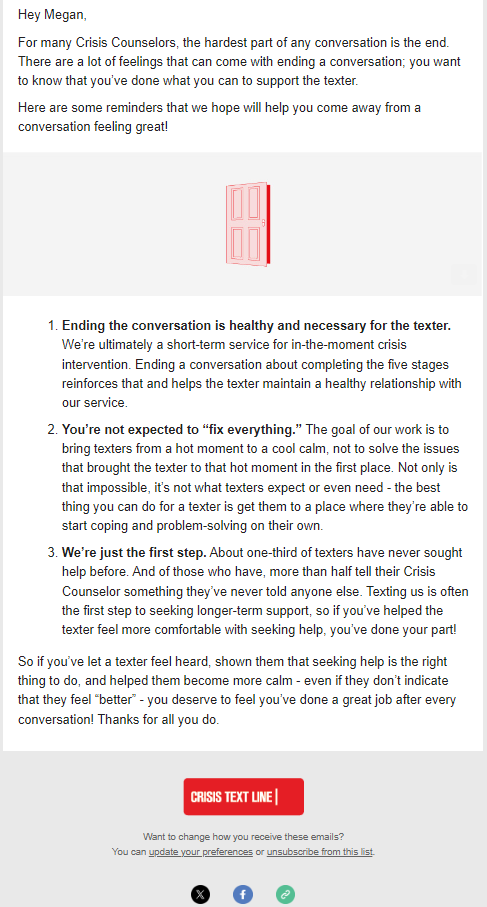 Hey Megan,
For many Crisis Counselors, the hardest part of any conversation is the end.
There are a lot of feelings that can come with ending a conversation; you want
to know that you've done what you can to support the texter.
Here are some reminders that we hope will help you come away from a
conversation feeling great!
1. Ending the conversation is healthy and necessary for the texter.
We're ultimately a short-term service for in-the-moment crisis
intervention. Ending a conversation about completing the five stages
reinforces that and helps the texter maintain a healthy relationship with
our service.
2. You're not expected to “fix everything.” The goal of our work is to
bring texters from a hot moment to a cool calm, not to solve the issues
that brought the texter to that hot moment in the first place. Not only is
that impossible, it's not what texters expect or even need - the best
thing you can do for a texter is get them to a place where they're able to
start coping and problem-solving on their own.
3. We're just the first step. About one-third of texters have never sought
help before. And of those who have, more than half tell their Crisis
Counselor something they've never told anyone else. Texting us is often
the first step to seeking longer-term support, so if you've helped the
texter feel more comfortable with seeking help, you've done your part!
So if you've let a texter feel heard, shown them that seeking help is the right
thing to do, and helped them become more calm - even if they don't indicate
that they feel “better” - you deserve to feel you've done a great job after every
conversation! Thanks for all you do.
CRISIS TEXT LINE |
Want to change how you receive these emails?
You can update your preferences or unsubscribe from this list.